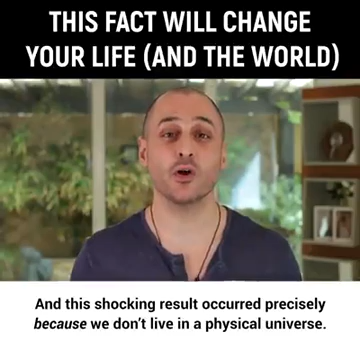 THIS FACT WILL CHANGE
YOUR LIFE (AND THE WORLD)
And this shocking result occurred precisely
because we don't live in a physical universe.